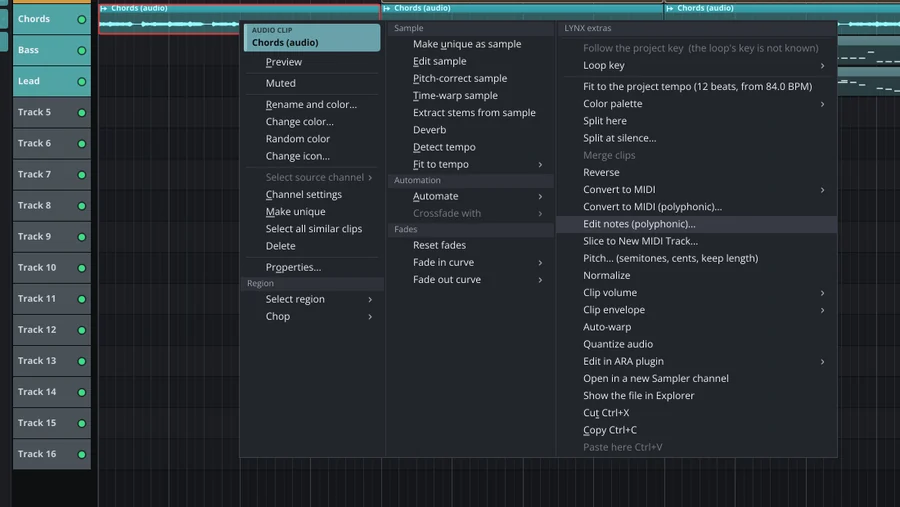 Chords (audio)
Chords (audio)
Chords (audio)
Chords
Bass
Lead
Track 5
Track 6
Track 7
Track 8
Track 9
Track 10
Track 11
Track 12
Track 13
Track 14
Track 15
Track 16
AUDIO CLIP
Chords (audio)
Preview
Muted
Rename and color...
Change color...
Random color
Change icon...
Select source channel
Channel settings
Make unique
Select all similar clips
Delete
Properties...
Region
Select region
Chop
Sample
Make unique as sample
Edit sample
Pitch-correct sample
Time-warp sample
Extract stems from sample
Deverb
Detect tempo
Fit to tempo
Automation
Automate
Crossfade with
Fades
Reset fades
Fade in curve
Fade out curve
LYNX extras
Follow the project key (the loop's key is not known)
Loop key
Fit to the project tempo (12 beats, from 84.0 BPM)
Color palette
Split here
Split at silence...
Merge clips
Reverse
Convert to MIDI
Convert to MIDI (polyphonic)...
Edit notes (polyphonic)...
Slice to New MIDI Track...
Pitch... (semitones, cents, keep length)
Normalize
Clip volume
Clip envelope
Auto-warp
Quantize audio
Edit in ARA plugin
Open in a new Sampler channel
Show the file in Explorer
Cut Ctrl+X
Copy Ctrl+C
Paste here Ctrl+V